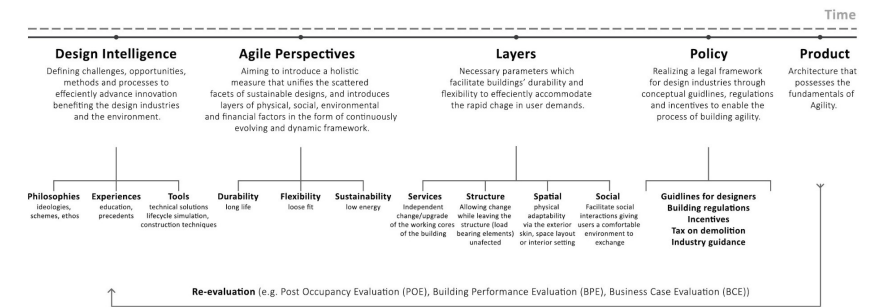 Time
Design Intelligence
Defining challenges, opportunities,
methods and processes to
effeciently advance innovation
benefiting the design industries
and the environment.
Agile Perspectives
Aiming to introduce a holistic
measure that unifies the scattered
facets of sustainable designs, and introduces
layers of physical, social, environmental
and financial factors in the form of continuously
evolving and dynamic framework.
Layers
Necessary parameters which
facilitate buildings' durability and
flexibility to effeciently accommodate
the rapid chage in user demands.
Policy
Realizing a legal framework
for design industries through
conceptual guidlines, regulations
and incentives to enable the
process of building agility.
Product
Architecture that
possesses the
fundamentals of
Agility.
Philosophies
ideologies,
schemes, ethos
Experiences
education,
precedents
Tools
technical solutions
lifecycle simulation,
construction techniques
Durability
long life
Flexibility
loose fit
Sustainability
low energy
Services
Independent
change/upgrade
of the working cores
of the building
Structure
Allowing change
while leaving the
structure (load
bearing elements)
unafected
Spatial
physical
adaptability
via the exterior
skin, space layout
or interior setting
Social
Facilitate social
interactions giving
users a comfortable
environment to
exchange
Guidlines for designers
Building regulations
Incentives
Tax on demolition
Industry guidance
Re-evaluation (e.g. Post Occupancy Evaluation (POE), Building Performance Evaluation (BPE), Business Case Evaluation (BCE))